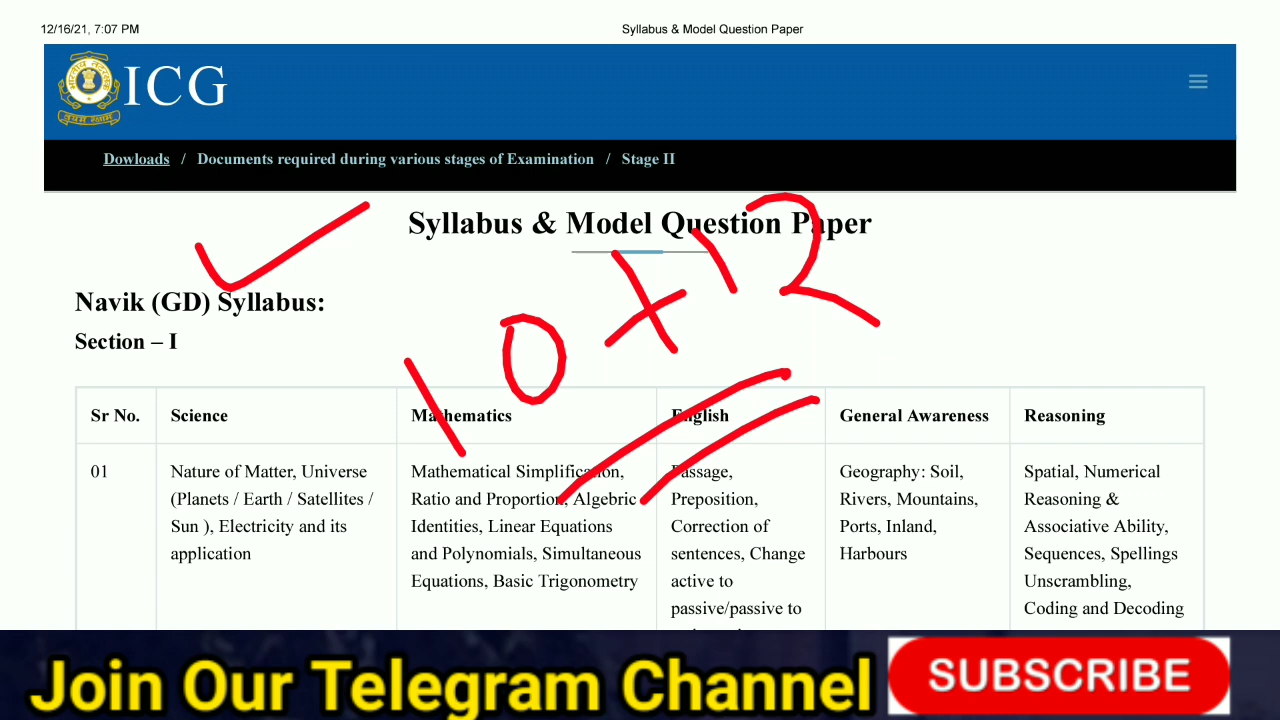 12/16/21, 7:07 PM Syllabus & Model Question Paper
ICG
Dowloads / Documents required during various stages of Examination / Stage II
Syllabus & Model Question Paper
Navik (GD) Syllabus:
10+12
Section – I
Sr No. Science Mathematics English General Awareness Reasoning
01
Nature of Matter, Universe
(Planets / Earth / Satellites /
Sun ), Electricity and its
application
Mathematical Simplification,
Ratio and Proportion, Algebric
Identities, Linear Equations
and Polynomials, Simultaneous
Equations, Basic Trigonometry
Passage,
Preposition,
Correction of
sentences, Change
active to
passive/passive to
Geography: Soil,
Rivers, Mountains,
Ports, Inland,
Harbours
Spatial, Numerical
Reasoning &
Associative Ability,
Sequences, Spellings
Unscrambling,
Coding and Decoding
Join Our Telegram Channel
SUBSCRIBE